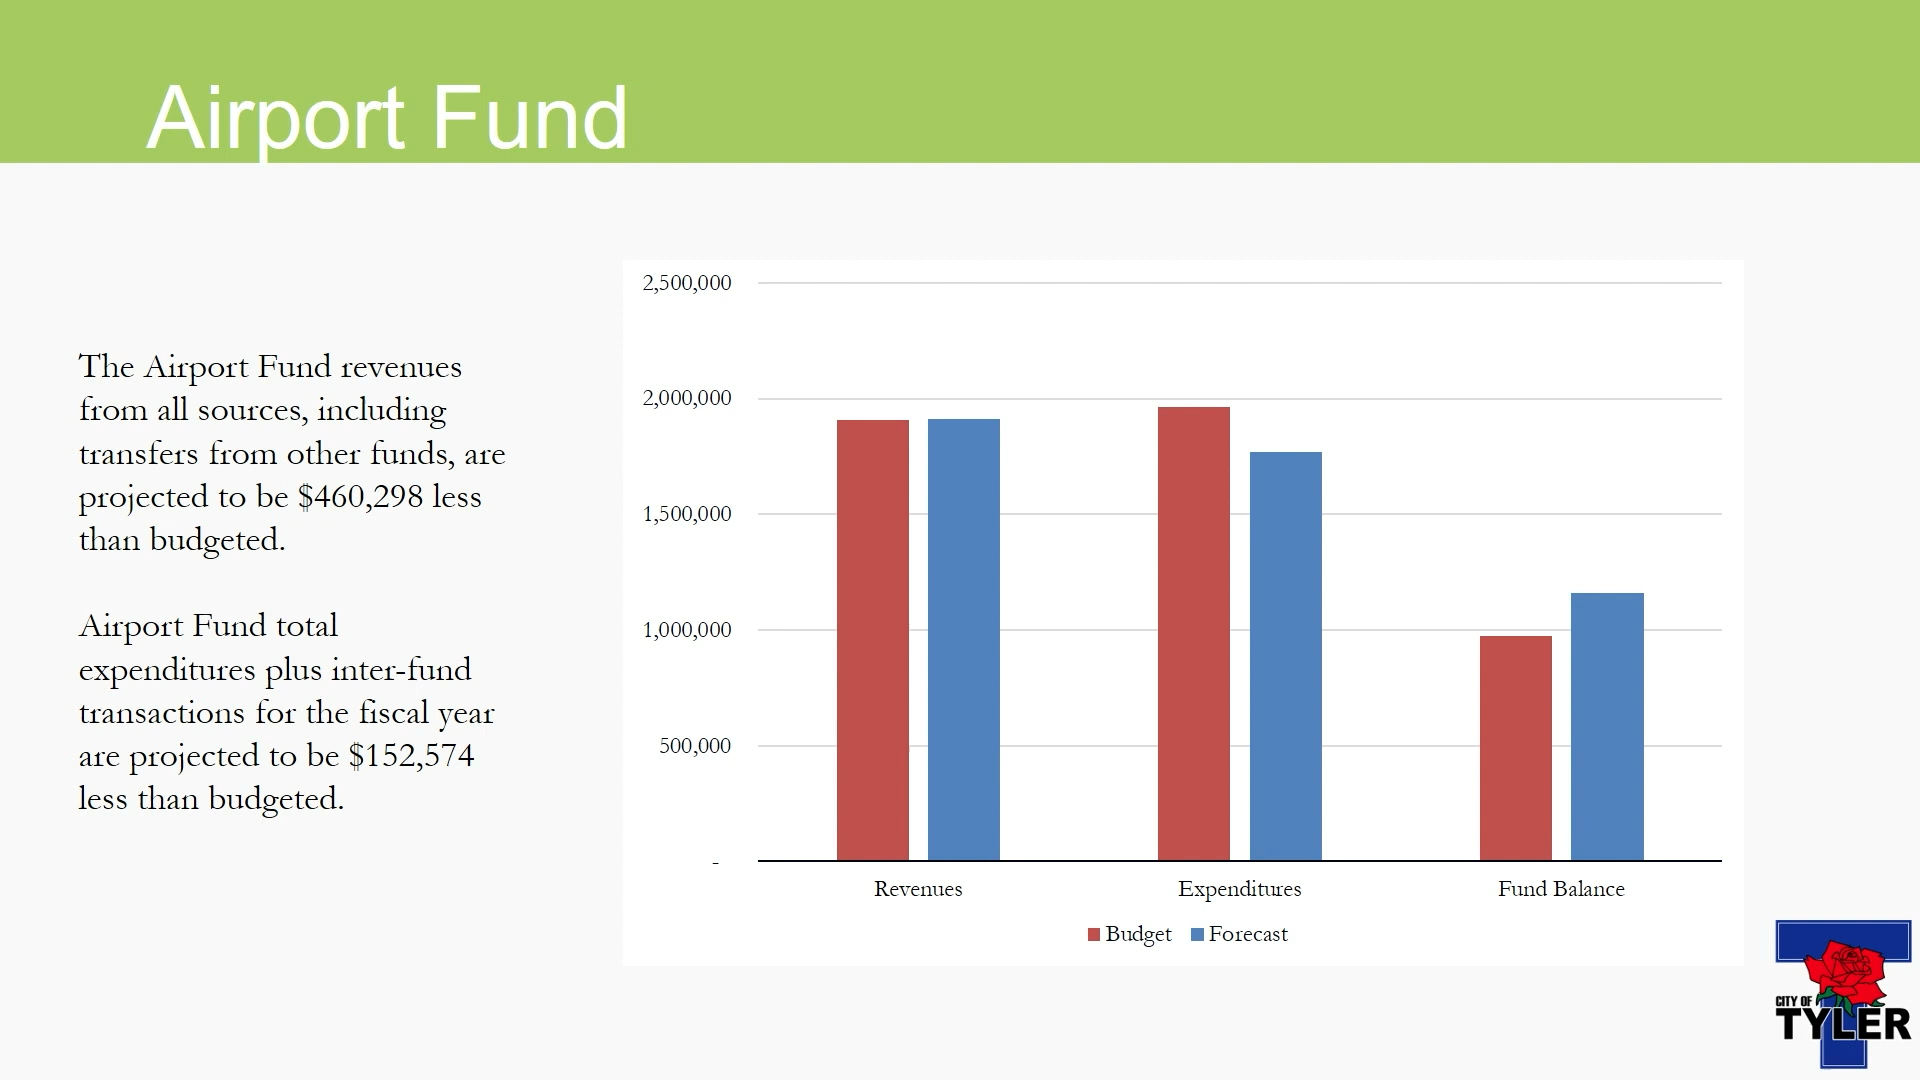 Airport Fund
The Airport Fund revenues
from all sources, including
transfers from other funds, are
projected to be $460,298 less
than budgeted.
Airport Fund total
expenditures plus inter-fund
transactions for the fiscal year
are projected to be $152,574
less than budgeted.
2,500,000
2,000,000
1,500,000
1,000,000
500,000
-
Revenues Expenditures Fund Balance
Budget Forecast
CITY OF
TYLER